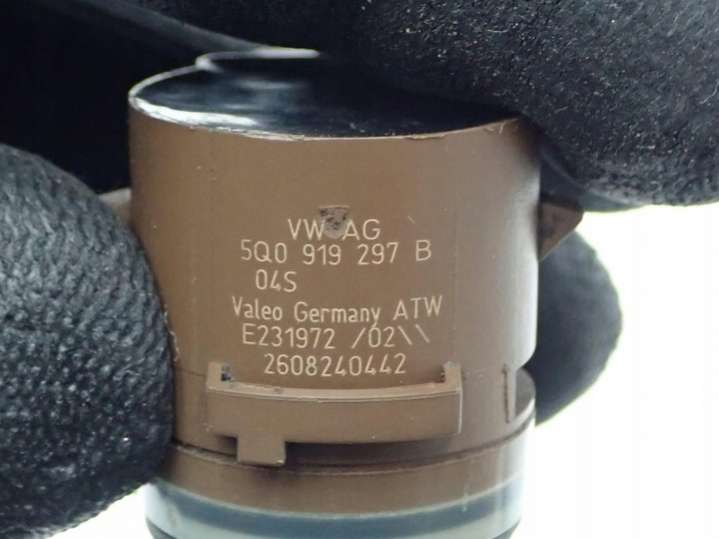 VW AG
5Q0 919 297 B
04S
Valeo Germany ATW
E231972 /02\\
2608240442